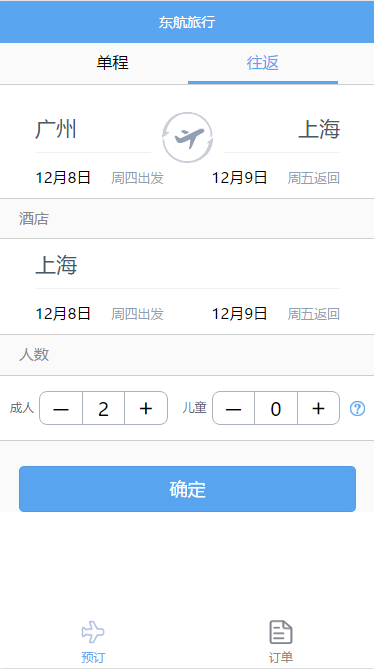 东航旅行
单程 往返
广州 上海
12月8日 周四出发 12月9日 周五返回
酒店
上海
12月8日 周四出发 12月9日 周五返回
人数
成人 — 2 + 儿童 — 0 + ?
确定
预订 订单